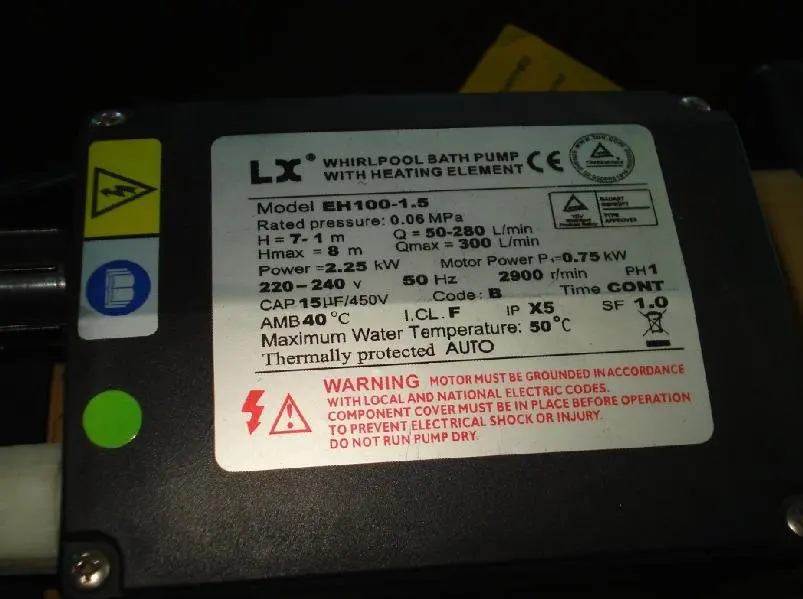 LX® WHIRLPOOL BATH PUMP
WITH HEATING ELEMENT CE
Model EH100-1.5
Rated pressure: 0.06 MPa
H = 7-1 m Q = 50-280 L/min
Hmax = 8 m Qmax = 300 L/min
Power =2.25 kW Motor Power P₁=0.75 kW
220-240 V 50 Hz 2900 r/min PH1
CAP 15µF/450V Code: B Time CONT
AMB 40 °C I.CL. F IP X5 SF 1.0
Maximum Water Temperature: 50°C
Thermally protected AUTO
TYPE
APPROVED
WARNING MOTOR MUST BE GROUNDED IN ACCORDANCE
WITH LOCAL AND NATIONAL ELECTRIC CODES.
COMPONENT COVER MUST BE IN PLACE BEFORE OPERATION
TO PREVENT ELECTRICAL SHOCK OR INJURY.
DO NOT RUN PUMP DRY.